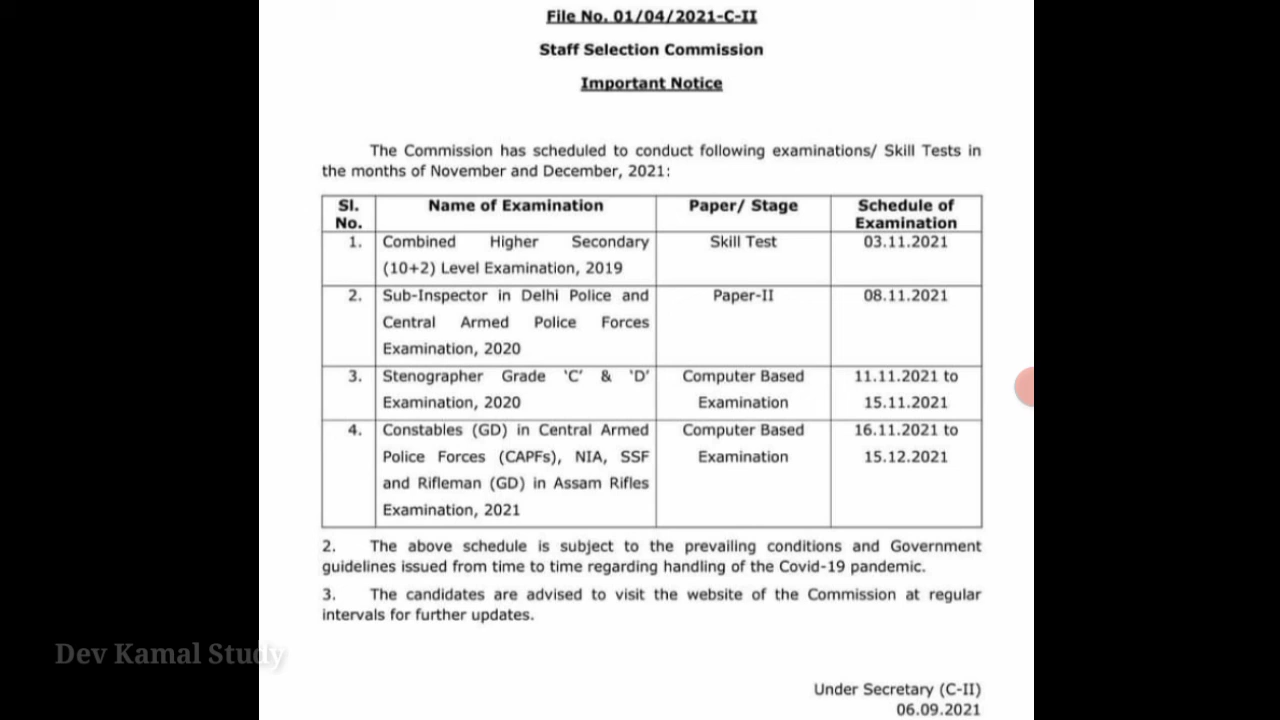 File No. 01/04/2021-C-II
Staff Selection Commission
Important Notice
The Commission has scheduled to conduct following examinations/ Skill Tests in
the months of November and December, 2021:
Sl. No. Name of Examination Paper/ Stage Schedule of Examination
1. Combined Higher Secondary Skill Test 03.11.2021
(10+2) Level Examination, 2019
2. Sub-Inspector in Delhi Police and Paper-II 08.11.2021
Central Armed Police Forces
Examination, 2020
3. Stenographer Grade 'C' & 'D' Computer Based 11.11.2021 to
Examination, 2020 Examination 15.11.2021
4. Constables (GD) in Central Armed Computer Based 16.11.2021 to
Police Forces (CAPFs), NIA, SSF Examination 15.12.2021
and Rifleman (GD) in Assam Rifles
Examination, 2021
2. The above schedule is subject to the prevailing conditions and Government
guidelines issued from time to time regarding handling of the Covid-19 pandemic.
3. The candidates are advised to visit the website of the Commission at regular
intervals for further updates.
Dev Kamal Study
Under Secretary (C-II)
06.09.2021